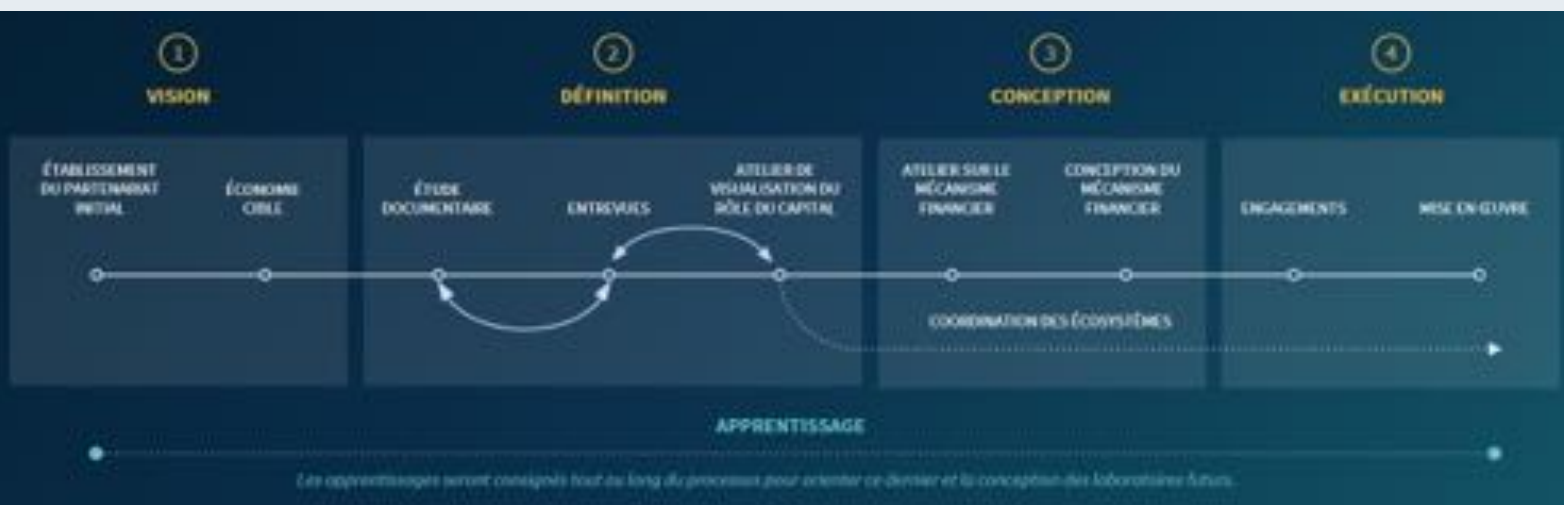 1
VISION
2
DÉFINITION
3
CONCEPTION
4
EXÉCUTION
ÉTABLISSEMENT
DU PARTENARIAT
INITIAL
ÉCONOMIE
CIBLE
ÉTUDE
DOCUMENTAIRE
ENTREVUES
ATELIER DE
VISUALISATION DU
RÔLE DU CAPITAL
ATELIER SUR LE
MÉCANISME
FINANCIER
CONCEPTION DU
MÉCANISME
FINANCIER
ENGAGEMENTS
MISE EN ŒUVRE
COORDINATION DES ÉCOSYSTÈMES
APPRENTISSAGE
Les apprentissages seront consignés tout au long du processus pour orienter ce dernier et la conception des laboratoires futurs.